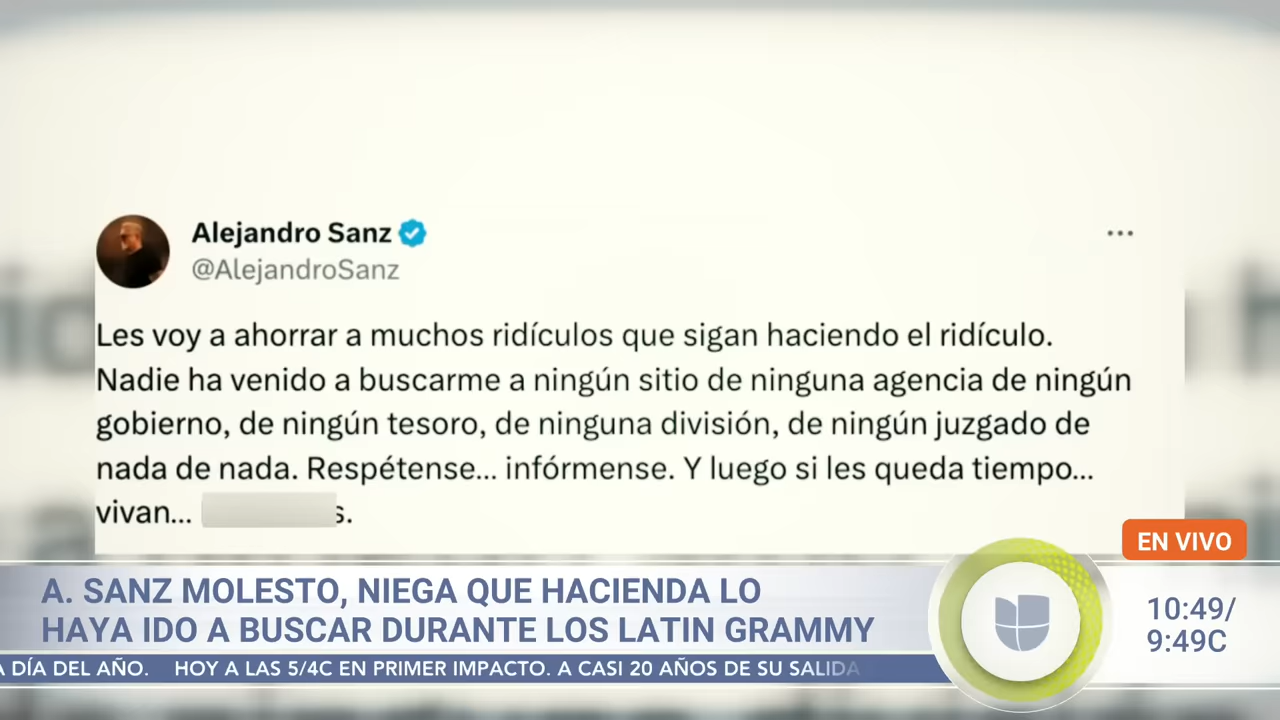 Alejandro Sanz
@AlejandroSanz
Les voy a ahorrar a muchos ridículos que sigan haciendo el ridículo.
Nadie ha venido a buscarme a ningún sitio de ninguna agencia de ningún
gobierno, de ningún tesoro, de ninguna división, de ningún juzgado de
nada de nada. Respétense... infórmense. Y luego si les queda tiempo...
vivan... s.
EN VIVO
A. SANZ MOLESTO, NIEGA QUE HACIENDA LO
HAYA IDO A BUSCAR DURANTE LOS LATIN GRAMMY
10:49/
9:49C
A DÍA DEL AÑO. HOY A LAS 5/4C EN PRIMER IMPACTO. A CASI 20 AÑOS DE SU SALIDA